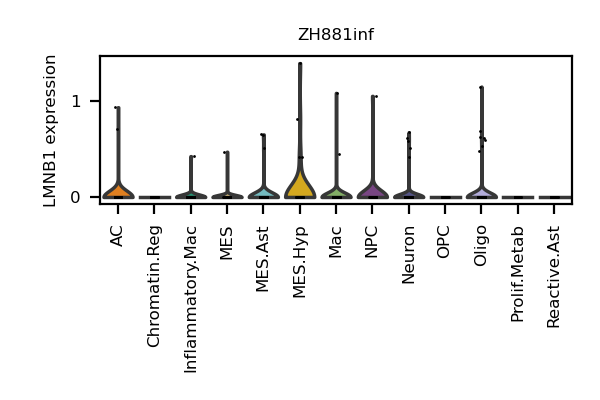 ZH881inf
LMNB1 expression
1
0
AC
Chromatin.Reg
Inflammatory.Mac
MES
MES.Ast
MES.Hyp
Mac
NPC
Neuron
OPC
Oligo
Prolif.Metab
Reactive.Ast